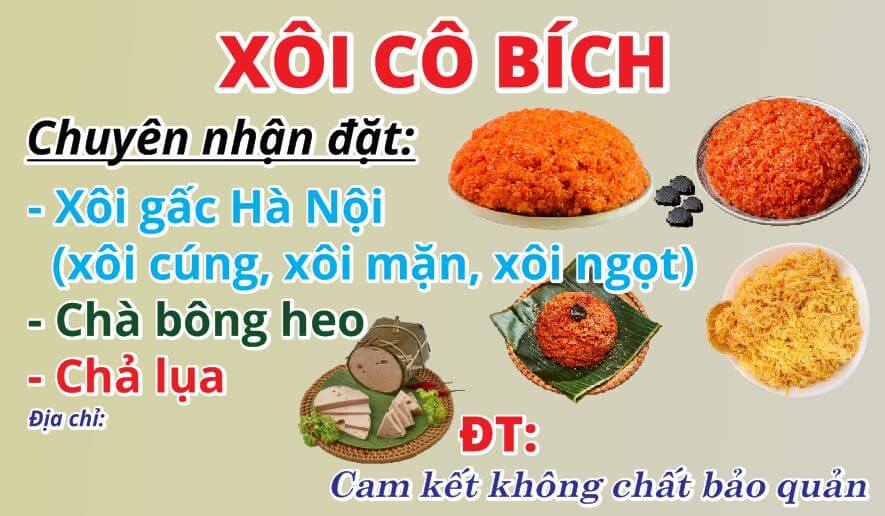 XÔI CÔ BÍCH
Chuyên nhận đặt:
- Xôi gấc Hà Nội
(xôi cúng, xôi mặn, xôi ngọt)
- Chà bông heo
- Chả lụa
Địa chỉ:
ĐT:
Cam kết không chất bảo quản